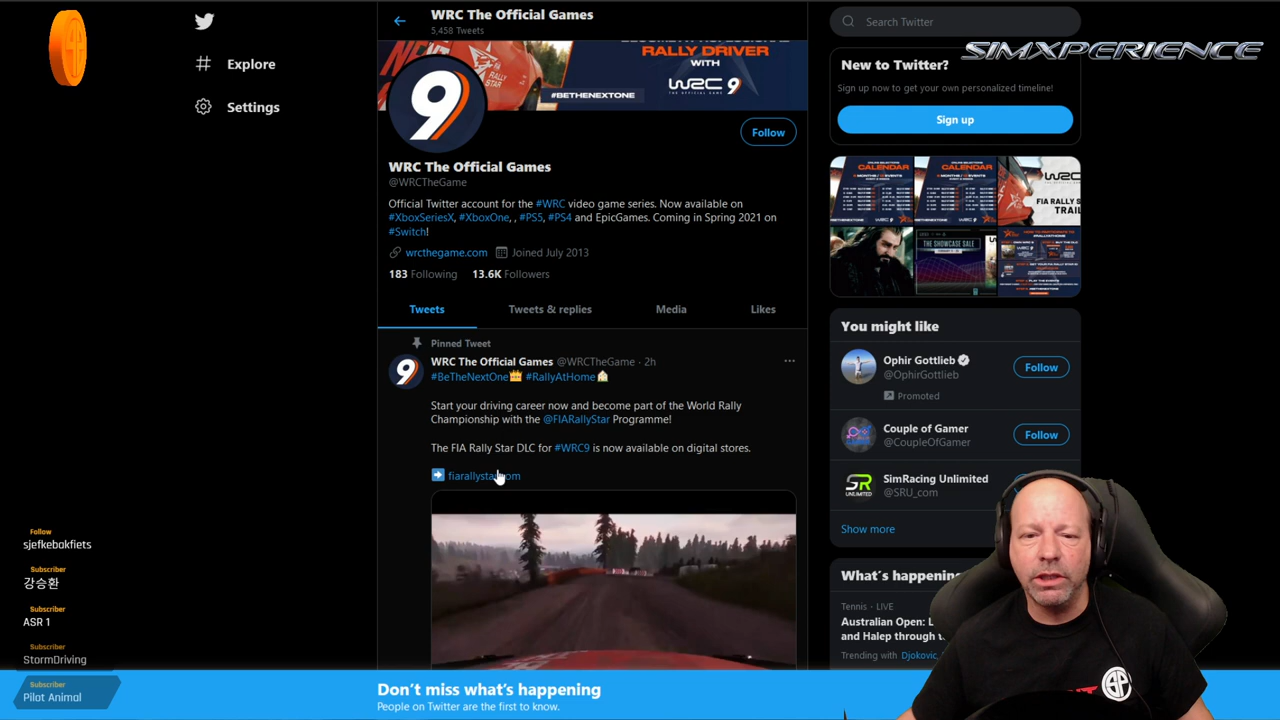 WRC The Official Games
5,458 Tweets
Explore
Settings
RALLY DRIVER
WITH
WRC 9
#BETHENEXTONE
9
Follow
WRC The Official Games
@WRCTheGame
Official Twitter account for the #WRC video game series. Now available on
#XboxSeriesX, #XboxOne, , #PS5, #PS4 and EpicGames. Coming in Spring 2021 on
#Switch!
wrcthegame.com Joined July 2013
183 Following 13.6K Followers
Tweets Tweets & replies Media Likes
Pinned Tweet
WRC The Official Games @WRCTheGame · 2h
#BeTheNextOne👑 #RallyAtHome🏠
Start your driving career now and become part of the World Rally
Championship with the @FIARallyStar Programme!
The FIA Rally Star DLC for #WRC9 is now available on digital stores.
➡ fiarallystar.com
Search Twitter
SIMXPERIENCE
New to Twitter?
Sign up now to get your own personalized timeline!
Sign up
CALENDAR
CALENDAR
THE SHOWCASE SALE
You might like
Ophir Gottlieb
@OphirGottlieb
Follow
Promoted
Couple of Gamer
@CoupleOfGamer
Follow
SimRacing Unlimited
@SRU_com
Show more
What's happening
Tennis · LIVE
Australian Open:
and Halep through
Trending with Djokovic,
Follow
sjefkebakfiets
Subscriber
강승환
Subscriber
ASR 1
Subscriber
StormDriving
Subscriber
Pilot Animal
Don't miss what's happening
People on Twitter are the first to know.